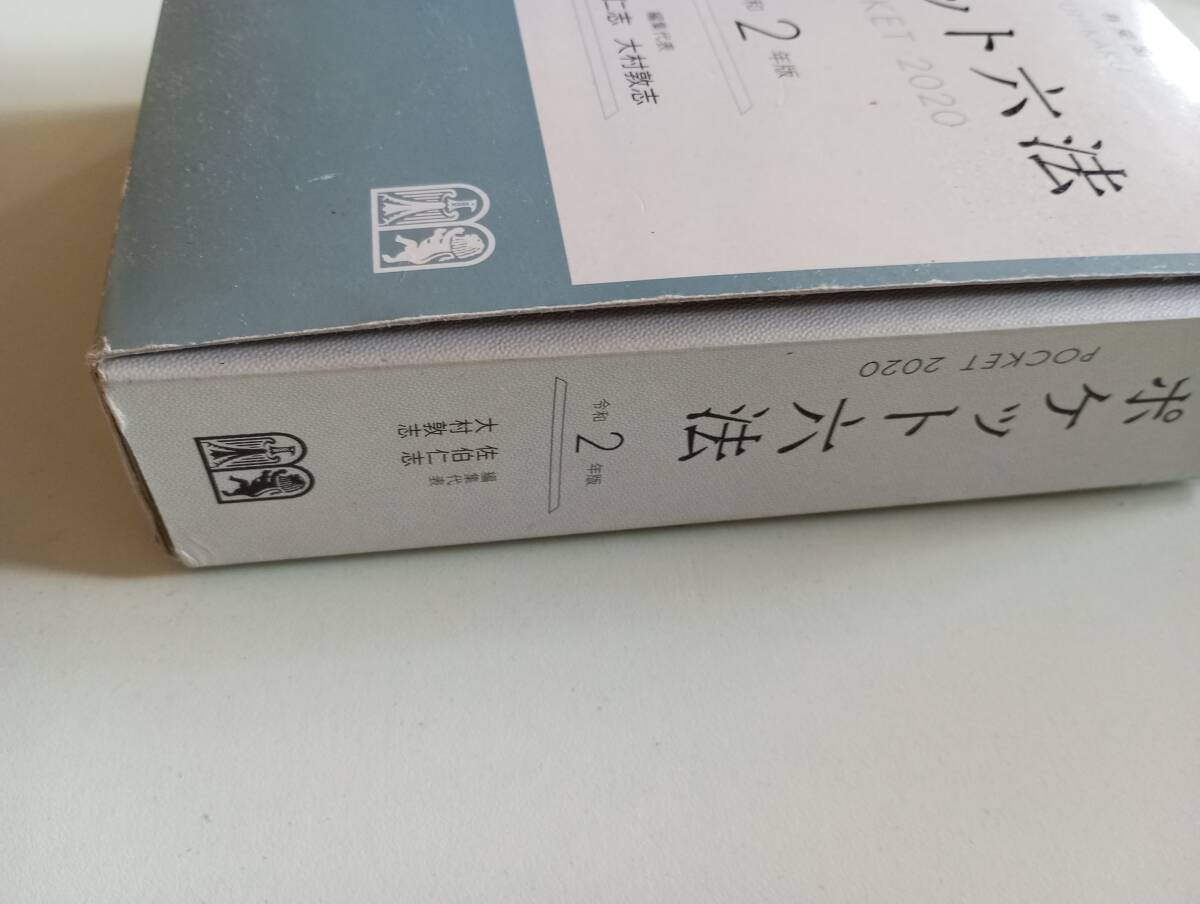 ット六法
KET 2020
和2年版
編集代表
仁志 大村敦志
ポケット六法
POCKET 2020
令和2年版
編集代表
佐伯仁志
大村敦志